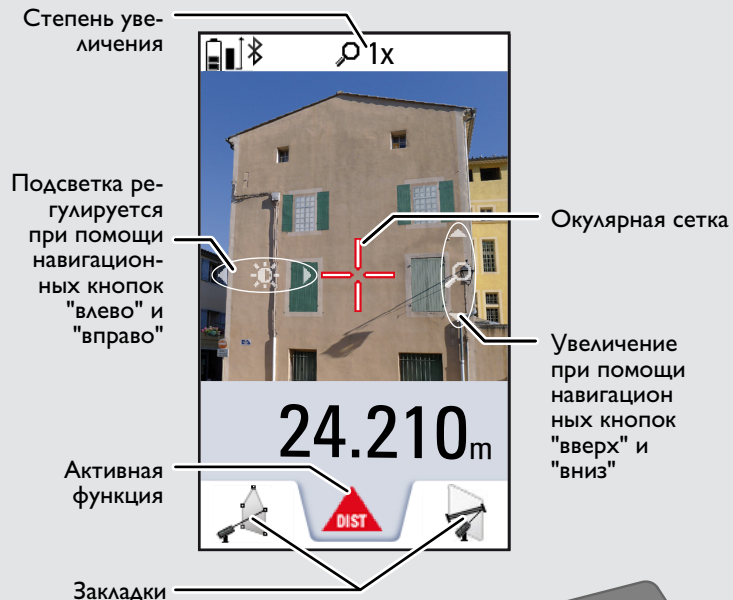 Степень уве-
личения
1x
Подсветка ре-
гулируется
при помощи
навигацион-
ных кнопок
"влево" и
"вправо"
Окулярная сетка
Увеличение
при помощи
навигацион
ных кнопок
"вверх" и
"вниз"
24.210 m
Активная
функция
DIST
Закладки